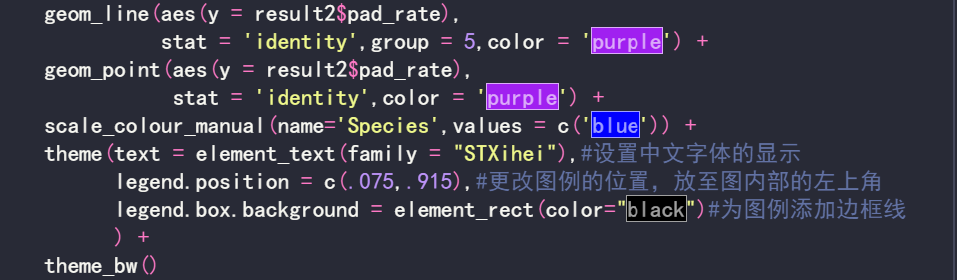 geom_line(aes(y = result2$pad_rate),
stat = 'identity',group = 5,color = 'purple') +
geom_point(aes(y = result2$pad_rate),
stat = 'identity',color = 'purple') +
scale_colour_manual(name='Species',values = c('blue')) +
theme(text = element_text(family = "STXihei"),#设置中文字体的显示
legend.position = c(.075,.915),#更改图例的位置，放至图内部的左上角
legend.box.background = element_rect(color="black")#为图例添加边框线
) +
theme_bw()